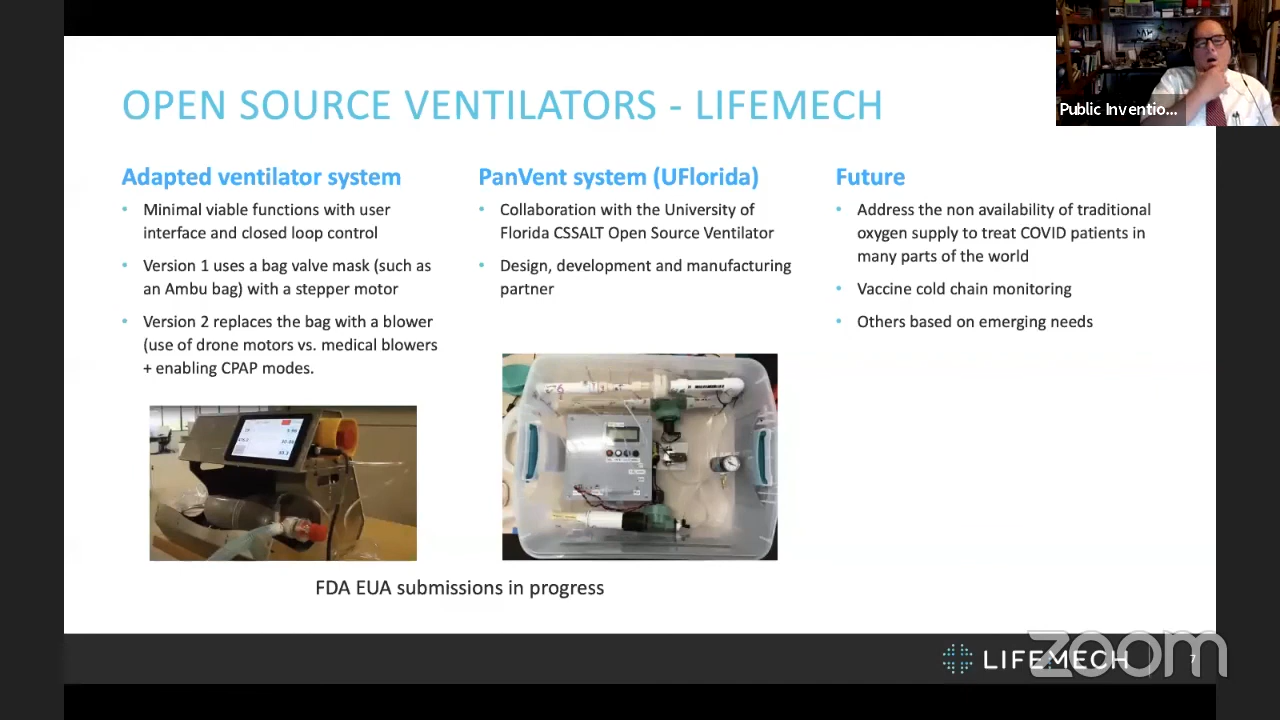 OPEN SOURCE VENTILATORS - LIFEMECH
Public Inventio...
Adapted ventilator system
• Minimal viable functions with user
interface and closed loop control
• Version 1 uses a bag valve mask (such as
an Ambu bag) with a stepper motor
• Version 2 replaces the bag with a blower
(use of drone motors vs. medical blowers
+ enabling CPAP modes.
PanVent system (UFlorida)
• Collaboration with the University of
Florida CSSALT Open Source Ventilator
• Design, development and manufacturing
partner
Future
• Address the non availability of traditional
oxygen supply to treat COVID patients in
many parts of the world
• Vaccine cold chain monitoring
• Others based on emerging needs
FDA EUA submissions in progress
LIFEMECH
7
zoom